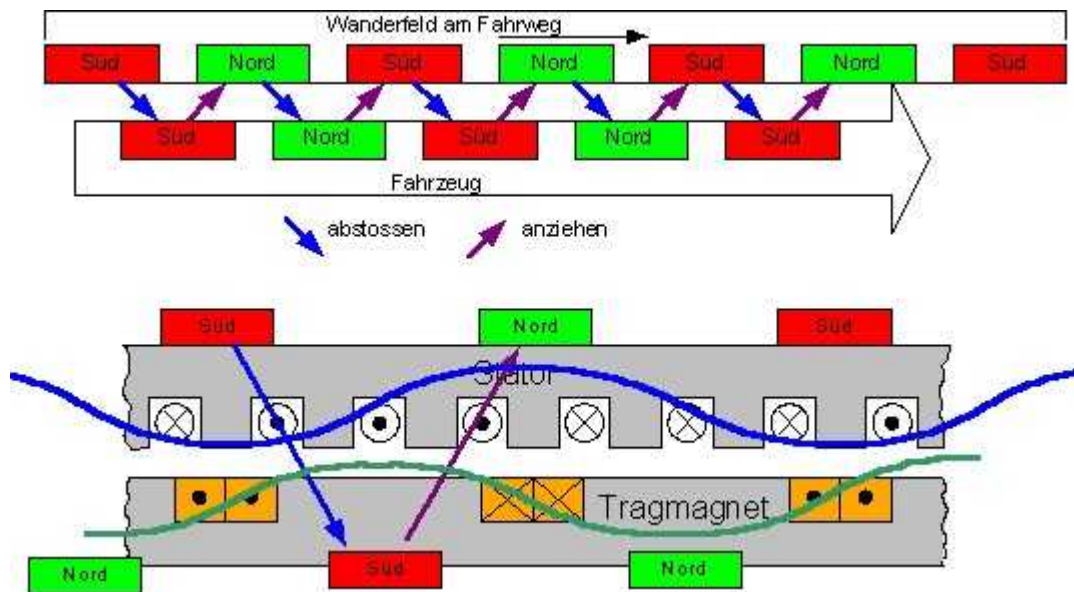 Wanderfeld am Fahrweg
Süd Nord Süd Nord Süd Nord Süd
Süd Nord Süd Nord Süd
Fahrzeug
abstossen anziehen
Süd Nord Süd
Stator
Tragmagnet
Nord Süd Nord